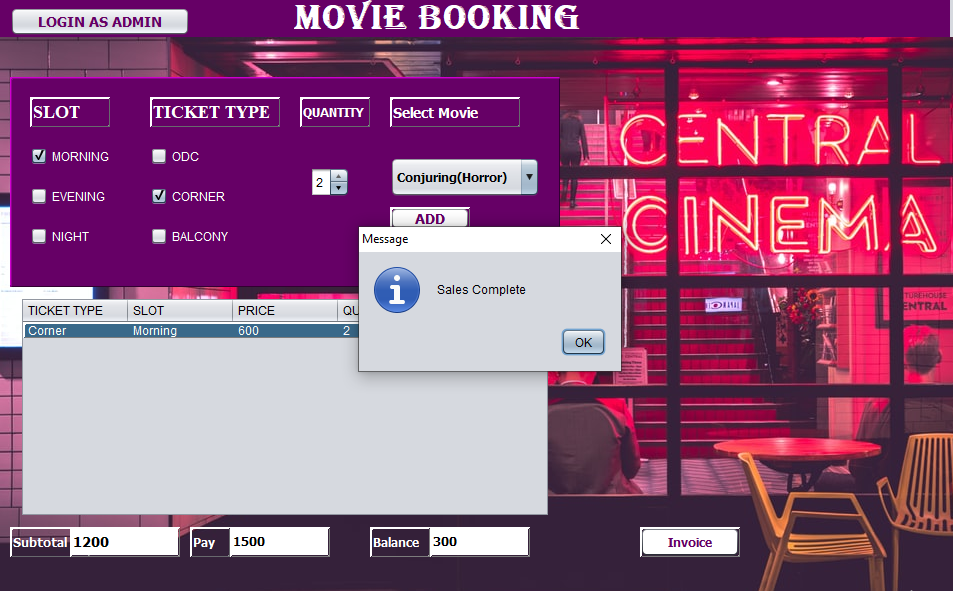 LOGIN AS ADMIN
MOVIE BOOKING
SLOT
TICKET TYPE
QUANTITY
Select Movie
MORNING
ODC
2
Conjuring(Horror)
EVENING
CORNER
ADD
NIGHT
BALCONY
Message
Sales Complete
OK
TICKET TYPE
SLOT
PRICE
QU
Corner
Morning
600
2
Subtotal 1200
Pay 1500
Balance 300
Invoice
CENTRAL
CINEMA